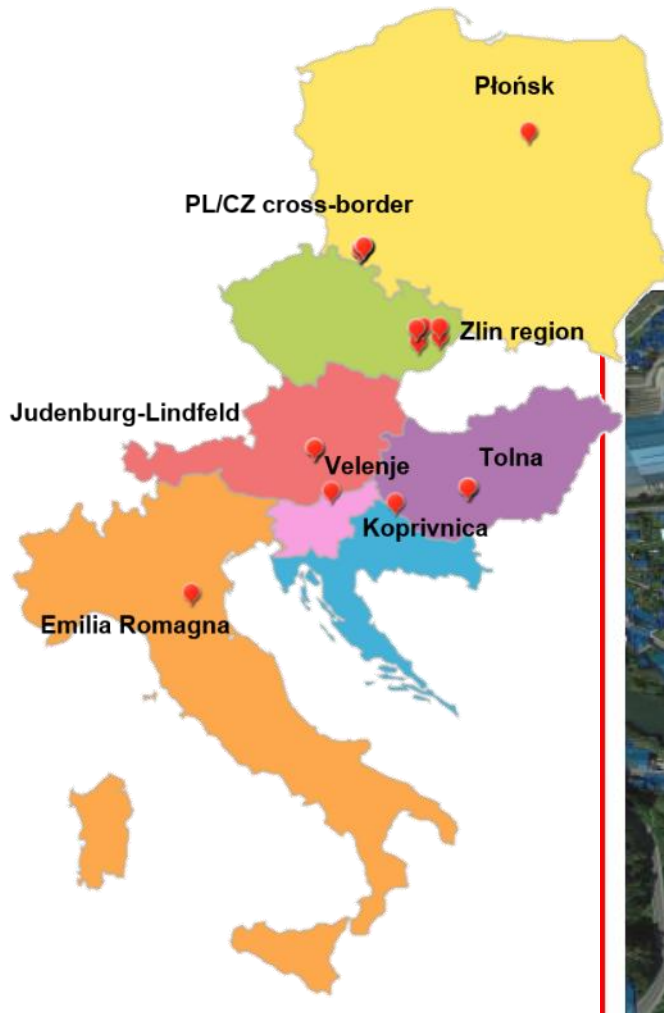 Płońsk
PL/CZ cross-border
Zlin region
Judenburg-Lindfeld
Velenje
Tolna
Koprivnica
Emilia Romagna